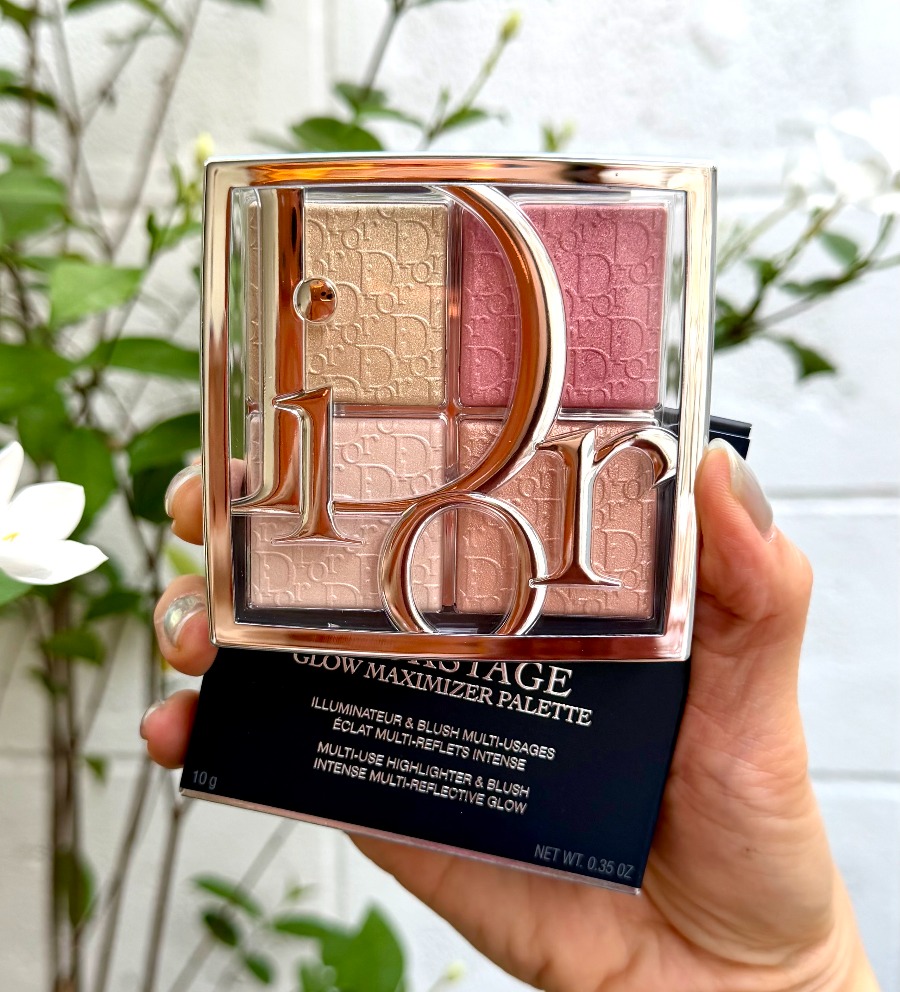 Dior
GLOW MAXIMIZER PALETTE
ILLUMINATEUR & BLUSH MULTI-USAGES
ÉCLAT MULTI-REFLETS INTENSE
MULTI-USE HIGHLIGHTER & BLUSH
INTENSE MULTI-REFLECTIVE GLOW
10 g
NET WT. 0.35 OZ